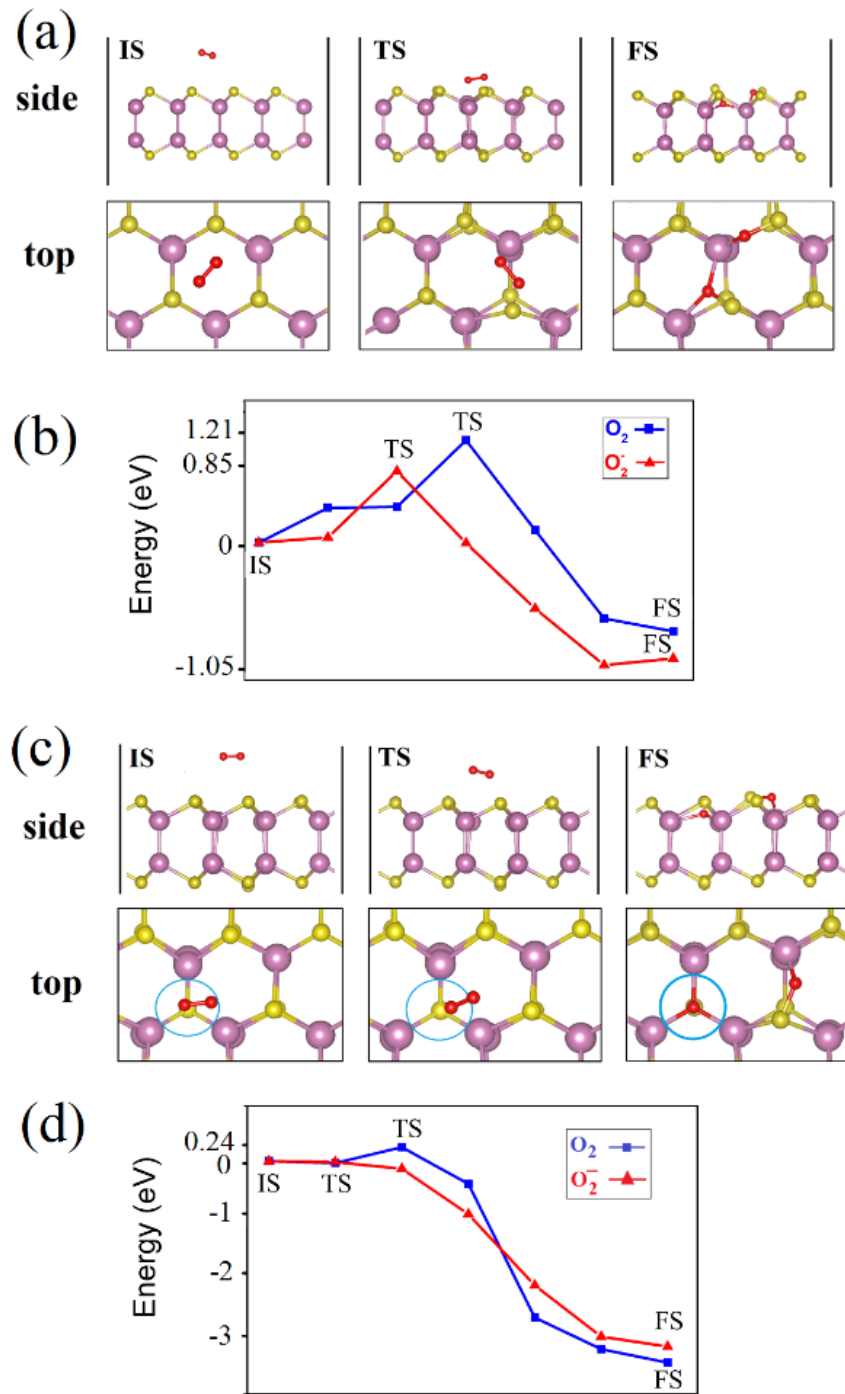 (a)
IS TS FS
side
top
(b)
Energy (eV)
1.21
0.85
0
-1.05
IS
TS
TS
O₂
O₂⁻
FS
FS
(c)
IS TS FS
side
top
(d)
Energy (eV)
0.24
0
-1
-2
-3
IS
TS
TS
O₂
O₂⁻
FS
FS